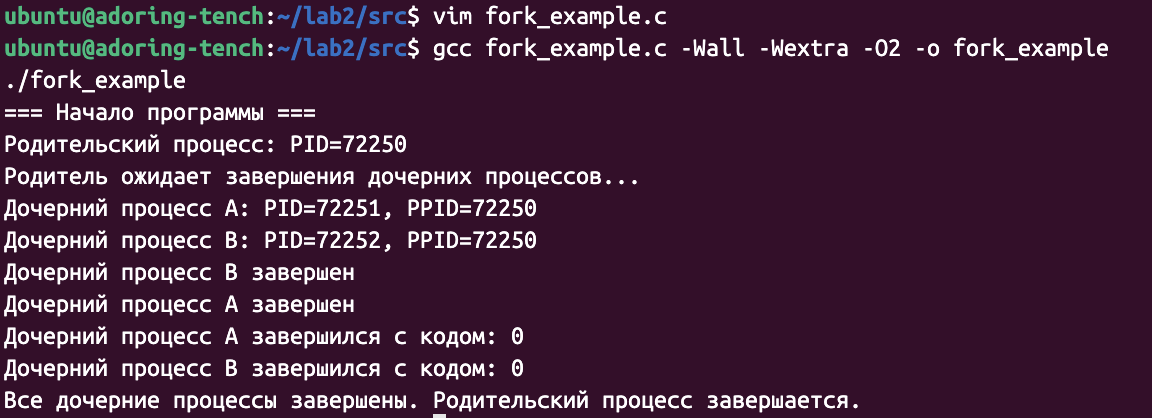 ubuntu@adoring-tench:~/lab2/src$ vim fork_example.c
ubuntu@adoring-tench:~/lab2/src$ gcc fork_example.c -Wall -Wextra -O2 -o fork_example
./fork_example
=== Начало программы ===
Родительский процесс: PID=72250
Родитель ожидает завершения дочерних процессов...
Дочерний процесс A: PID=72251, PPID=72250
Дочерний процесс B: PID=72252, PPID=72250
Дочерний процесс B завершен
Дочерний процесс A завершен
Дочерний процесс A завершился с кодом: 0
Дочерний процесс B завершился с кодом: 0
Все дочерние процессы завершены. Родительский процесс завершается.